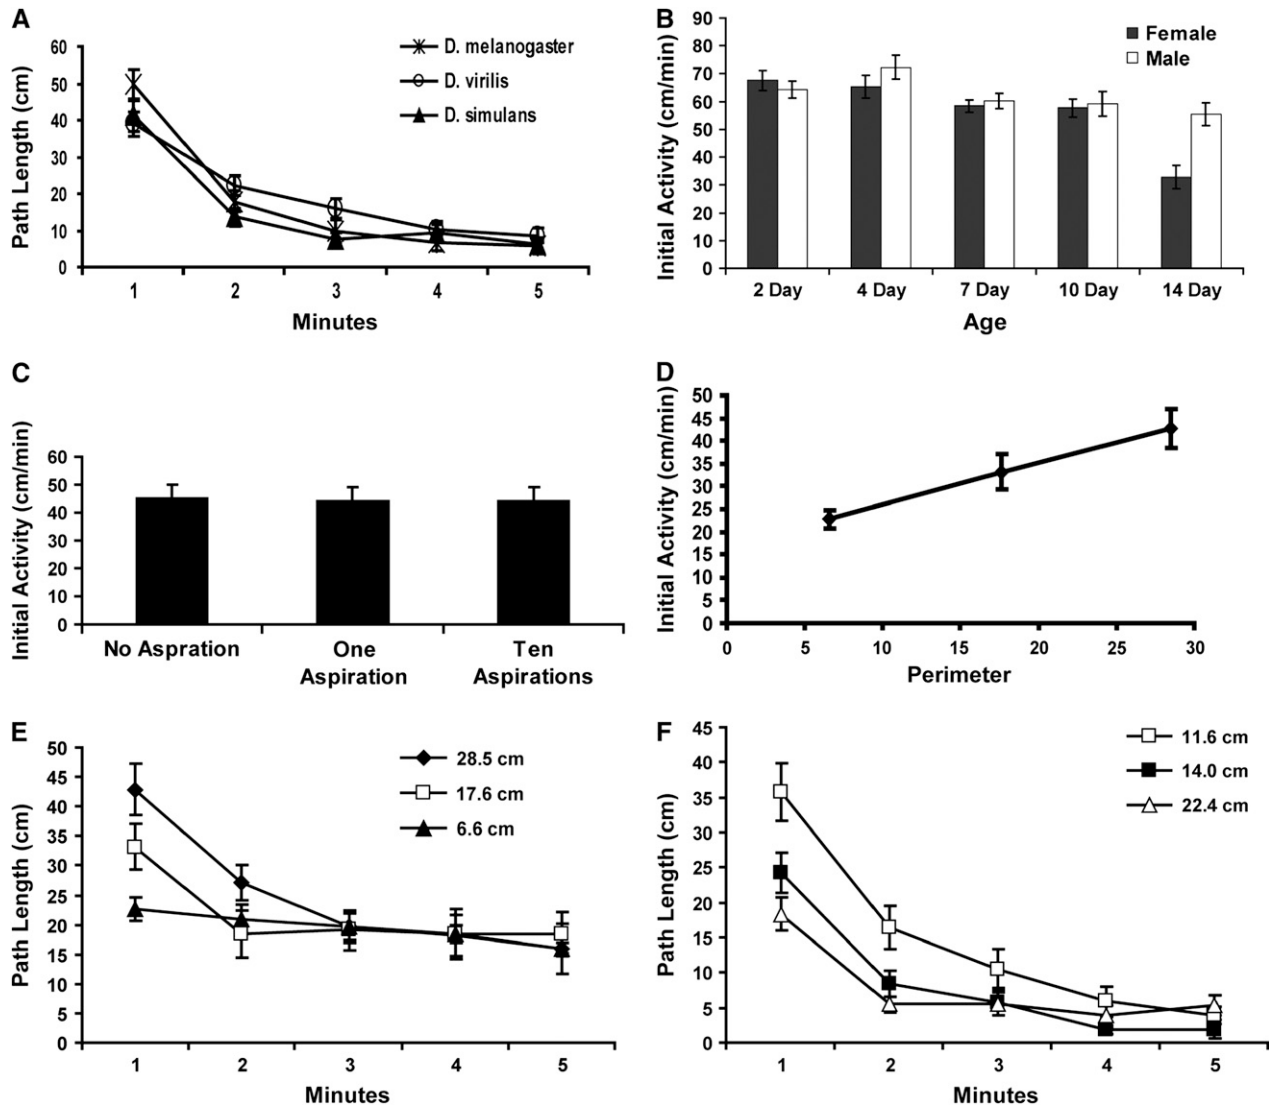 A
Path Length (cm)
60
50
40
30
20
10
0
1 2 3 4 5
Minutes
D. melanogaster
D. virilis
D. simulans
B
Initial Activity (cm/min)
90
80
70
60
50
40
30
20
10
0
2 Day 4 Day 7 Day 10 Day 14 Day
Age
Female
Male
C
Initial Activity (cm/min)
60
50
40
30
20
10
0
No Aspration One Aspiration Ten Aspirations
D
Initial Activity (cm/min)
50
45
40
35
30
25
20
15
10
5
0
0 5 10 15 20 25 30
Perimeter
E
Path Length (cm)
50
45
40
35
30
25
20
15
10
5
0
1 2 3 4 5
Minutes
28.5 cm
17.6 cm
6.6 cm
F
Path Length (cm)
45
40
35
30
25
20
15
10
5
0
1 2 3 4 5
Minutes
11.6 cm
14.0 cm
22.4 cm